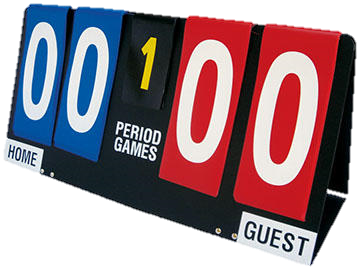 00 1 00
PERIOD
GAMES
HOME
GUEST